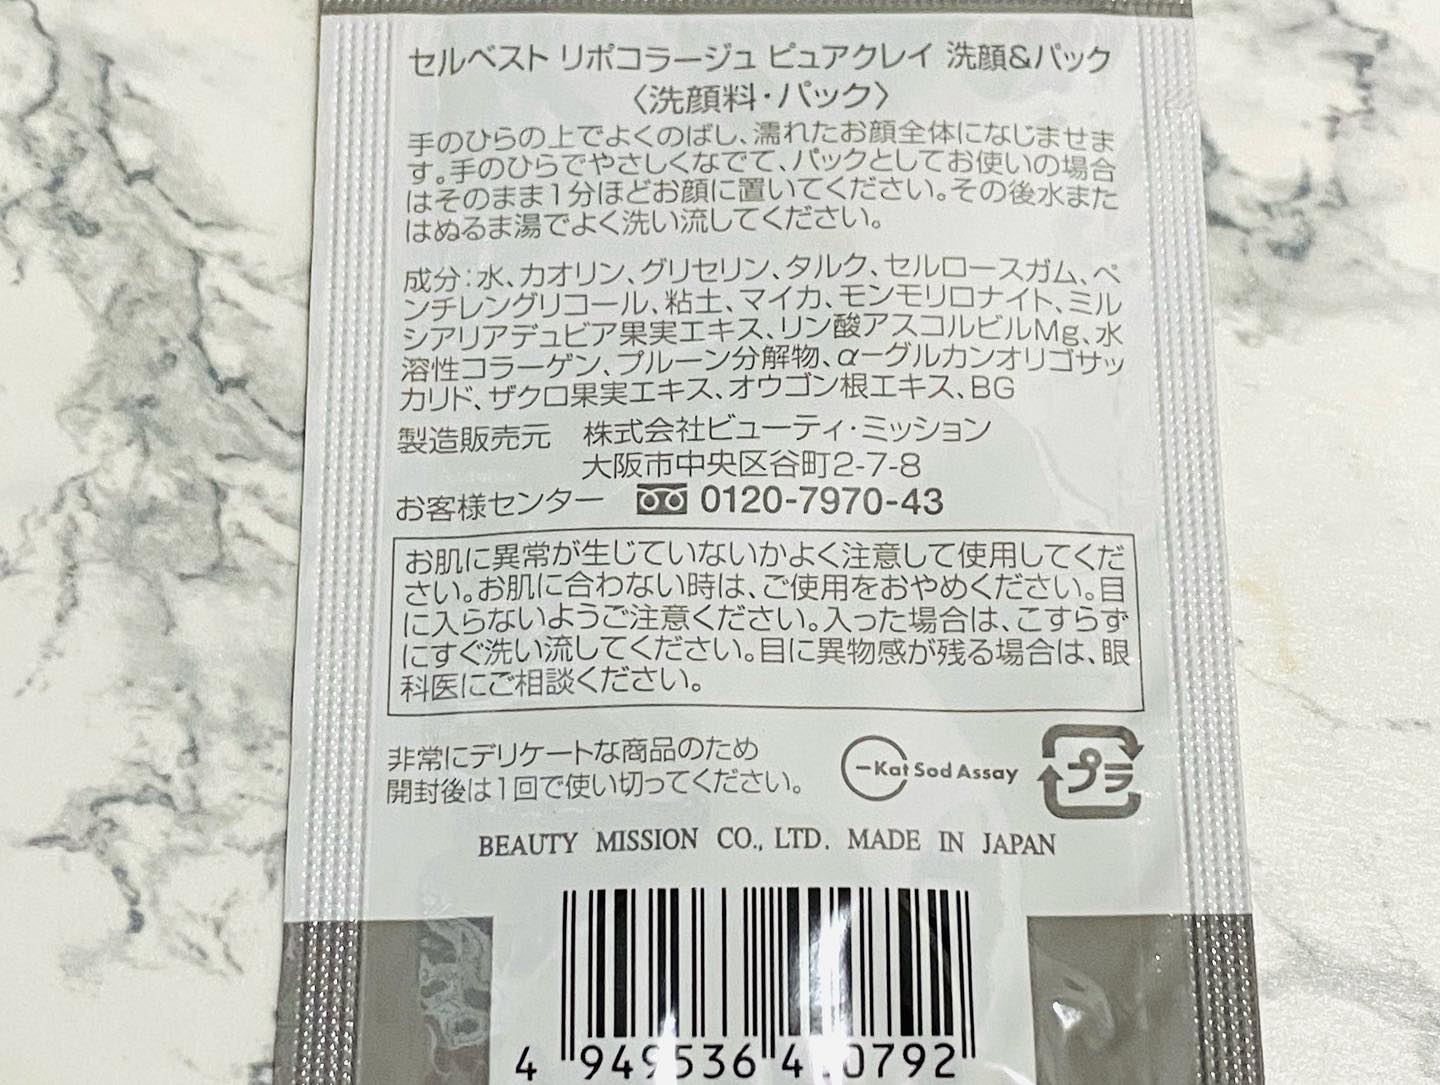 セルベスト リポコラージュ ピュアクレイ 洗顔&パック
〈洗顔料・パック〉
手のひらの上でよくのばし、濡れたお顔全体になじませま
す。手のひらでやさしくなでて、パックとしてお使いの場合
はそのまま1分ほどお顔に置いてください。その後水また
はぬるま湯でよく洗い流してください。
成分：水、カオリン、グリセリン、タルク、セルロースガム、ペ
ンチレングリコール、粘土、マイカ、モンモリロナイト、ミル
シアリアデュビア果実エキス、リン酸アスコルビルMg、水
溶性コラーゲン、プルーン分解物、α－グルカンオリゴサッ
カリド、ザクロ果実エキス、オウゴン根エキス、BG
製造販売元 株式会社ビューティ・ミッション
大阪市中央区谷町2-7-8
お客様センター 0120-7970-43
お肌に異常が生じていないかよく注意して使用してくだ
さい。お肌に合わない時は、ご使用をおやめください。目
に入らないようご注意ください。入った場合は、こすらず
にすぐ洗い流してください。目に異物感が残る場合は、眼
科医にご相談ください。
非常にデリケートな商品のため
開封後は1回で使い切ってください。
Kat Sod Assay
プラ
BEAUTY MISSION CO., LTD. MADE IN JAPAN
4 949536